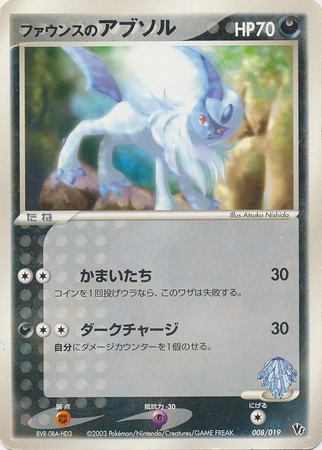 ファウンスのアブソル HP70
たね
Illus.Atsuko Nishida
かまいたち 30
コインを1回投げウラなら、このワザは失敗する。
ダークチャージ 30
自分にダメージカウンターを1個のせる。
弱点 抵抗力 -30 にげる
BVR-08A-HD3 ©2003 Pokémon/Nintendo/Creatures/GAME FREAK 008/019 VS